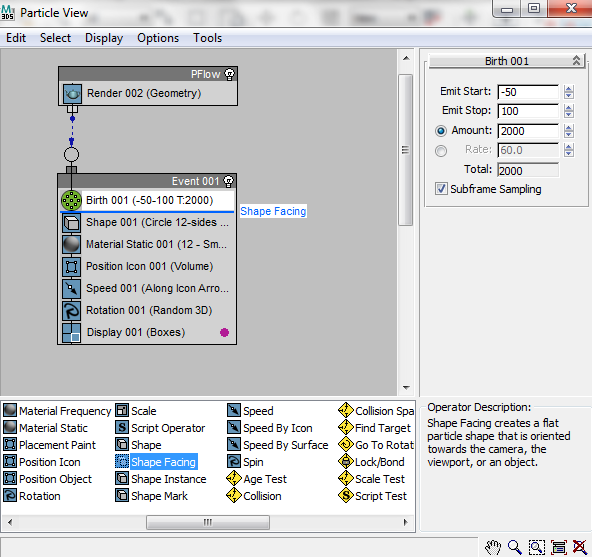 Particle View
Edit Select Display Options Tools
PFlow
Render 002 (Geometry)
Event 001
Birth 001 (-50-100 T:2000)
Shape Facing
Shape 001 (Circle 12-sides ...
Material Static 001 (12 - Sm...
Position Icon 001 (Volume)
Speed 001 (Along Icon Arro...
Rotation 001 (Random 3D)
Display 001 (Boxes)
Birth 001
Emit Start: -50
Emit Stop: 100
Amount: 2000
Rate: 60.0
Total: 2000
Subframe Sampling
Material Frequency Scale Speed Collision Spa
Material Static Script Operator Speed By Icon Find Target
Placement Paint Shape Speed By Surface Go To Rotat
Position Icon Shape Facing Spin Lock/Bond
Position Object Shape Instance Age Test Scale Test
Rotation Shape Mark Collision Script Test
Operator Description:
Shape Facing creates a flat
particle shape that is oriented
towards the camera, the
viewport, or an object.